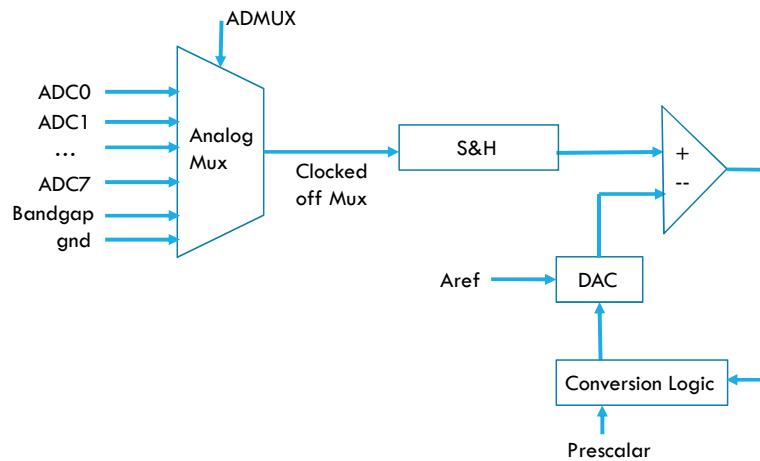 ADMUX
ADC0
ADC1
...
ADC7
Bandgap
gnd
Analog
Mux
Clocked
off Mux
S&H
+
--
Aref
DAC
Conversion Logic
Prescalar